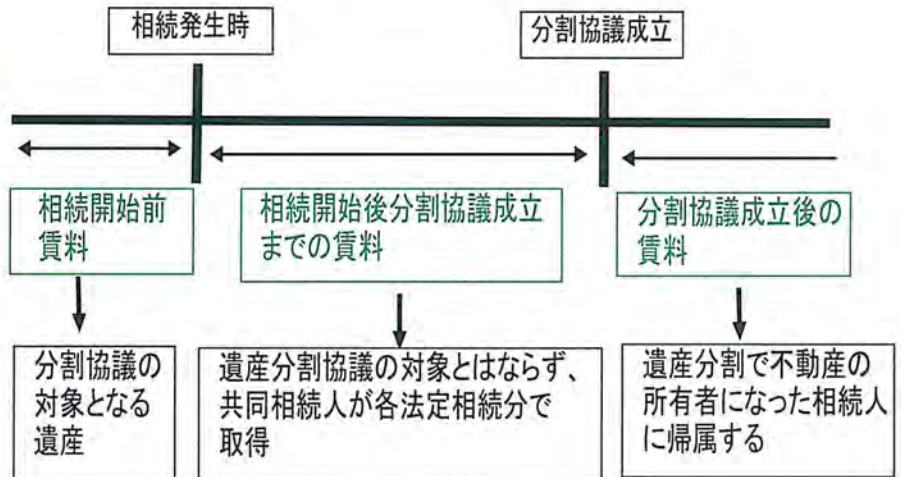 相続発生時
分割協議成立
相続開始前
賃料
相続開始後分割協議成立
までの賃料
分割協議成立後の
賃料
分割協議の
対象となる
遺産
遺産分割協議の対象とはならず、
共同相続人が各法定相続分で
取得
遺産分割で不動産の
所有者になった相続人
に帰属する